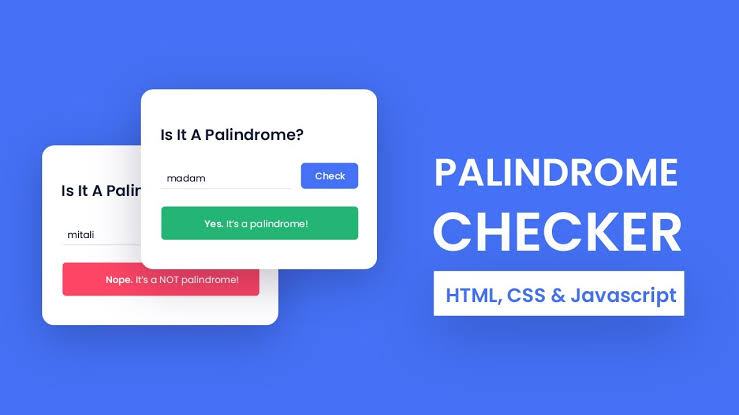 Is It A Palindrome?
madam
Check
Yes. It's a palindrome!
Is It A Palin
mitali
Nope. It's a NOT palindrome!
PALINDROME
CHECKER
HTML, CSS & Javascript